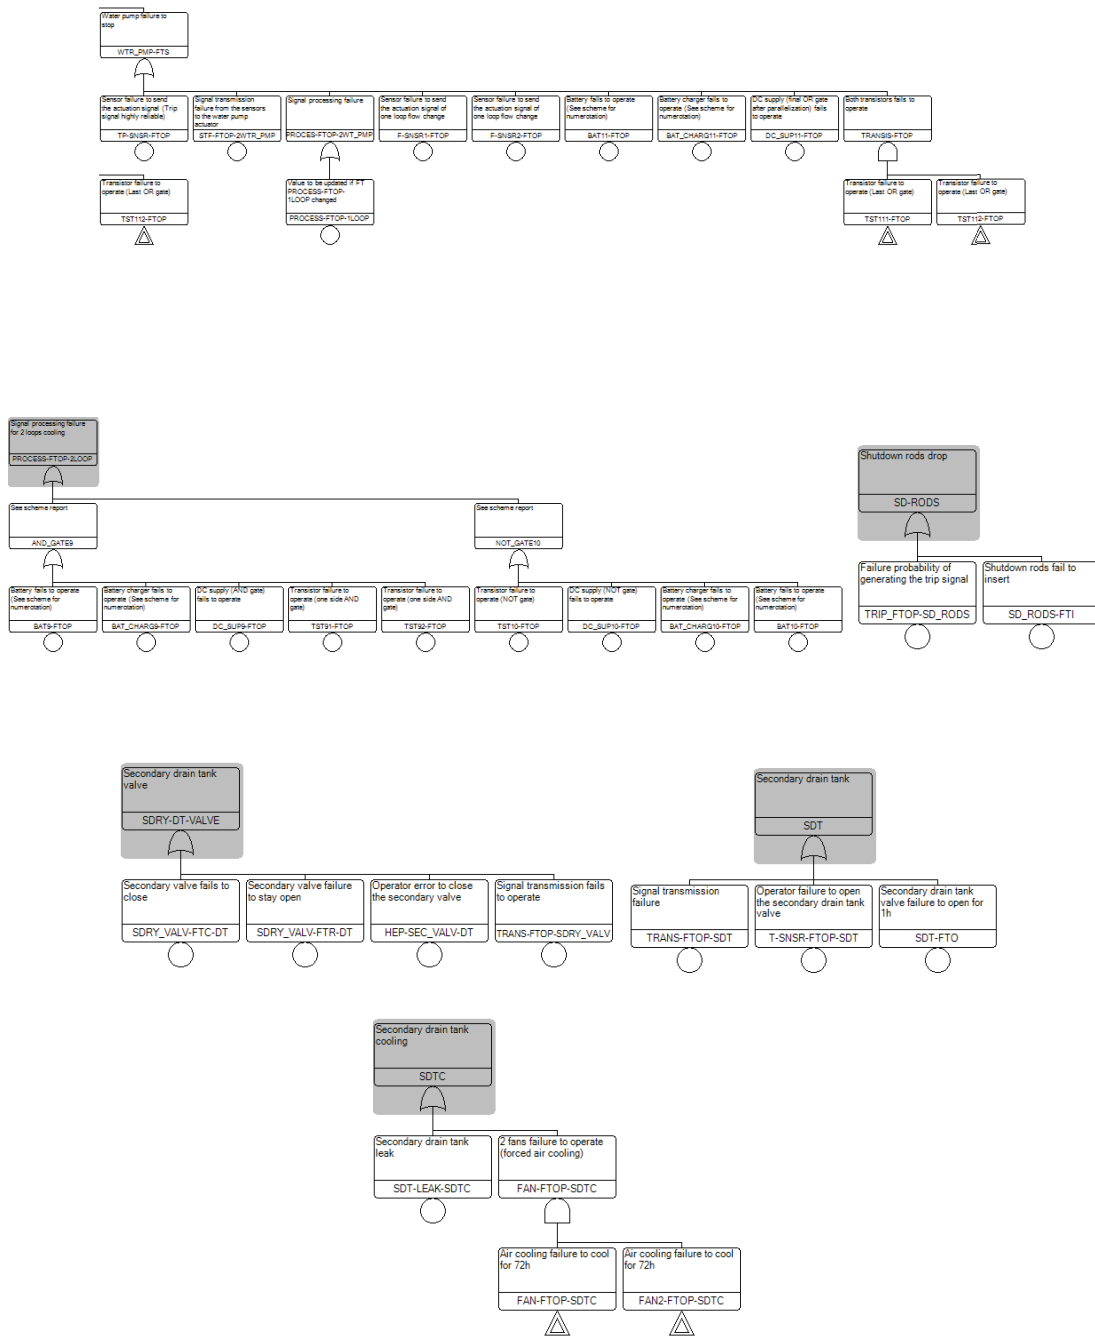 Water pump failure to
stop
WTR_PMP-FTS
Sensor failure to send
the actuation signal (Trip
signal highly reliable)
TP-SNSR-FTOP
Signal transmission
failure from the sensors
to the water pump
actuator
STF-FTOP-2WTR_PMP
Signal processing failure
PROCES-FTOP-2WT_PMP
Sensor failure to send
the actuation signal of
one loop flow change
F-SNSR1-FTOP
Sensor failure to send
the actuation signal of
one loop flow change
F-SNSR2-FTOP
Battery fails to operate
(See scheme for
numerotation)
BAT11-FTOP
Battery charger fails to
operate (See scheme for
numerotation)
BAT_CHARG11-FTOP
DC supply (final OR gate
after parallelization) fails
to operate
DC_SUP11-FTOP
Both transistors fails to
operate
TRANSIS-FTOP
Transistor failure to
operate (Last OR gate)
TST112-FTOP
Value to be updated if FT
PROCESS-FTOP-
1LOOP changed
PROCESS-FTOP-1LOOP
Transistor failure to
operate (Last OR gate)
TST111-FTOP
Transistor failure to
operate (Last OR gate)
TST112-FTOP
Signal processing failure
for 2 loops cooling
PROCESS-FTOP-2LOOP
See scheme report
AND_GATE9
See scheme report
NOT_GATE10
Battery fails to operate
(See scheme for
numerotation)
BAT9-FTOP
Battery charger fails to
operate (See scheme for
numerotation)
BAT_CHARG9-FTOP
DC supply (AND gate)
fails to operate
DC_SUP9-FTOP
Transistor failure to
operate (one side AND
gate)
TST91-FTOP
Transistor failure to
operate (one side AND
gate)
TST92-FTOP
Transistor failure to
operate (NOT gate)
TST10-FTOP
DC supply (NOT gate)
fails to operate
DC_SUP10-FTOP
Battery charger fails to
operate (See scheme for
numerotation)
BAT_CHARG10-FTOP
Battery fails to operate
(See scheme for
numerotation)
BAT10-FTOP
Shutdown rods drop
SD-RODS
Failure probability of
generating the trip signal
TRIP_FTOP-SD_RODS
Shutdown rods fail to
insert
SD_RODS-FTI
Secondary drain tank
valve
SDRY-DT-VALVE
Secondary valve fails to
close
SDRY_VALV-FTC-DT
Secondary valve failure
to stay open
SDRY_VALV-FTR-DT
Operator error to close
the secondary valve
HEP-SEC_VALV-DT
Signal transmission fails
to operate
TRANS-FTOP-SDRY_VALV
Secondary drain tank
SDT
Signal transmission
failure
TRANS-FTOP-SDT
Operator failure to open
the secondary drain tank
valve
T-SNSR-FTOP-SDT
Secondary drain tank
valve failure to open for
1h
SDT-FTO
Secondary drain tank
cooling
SDTC
Secondary drain tank
leak
SDT-LEAK-SDTC
2 fans failure to operate
(forced air cooling)
FAN-FTOP-SDTC
Air cooling failure to cool
for 72h
FAN-FTOP-SDTC
Air cooling failure to cool
for 72h
FAN2-FTOP-SDTC